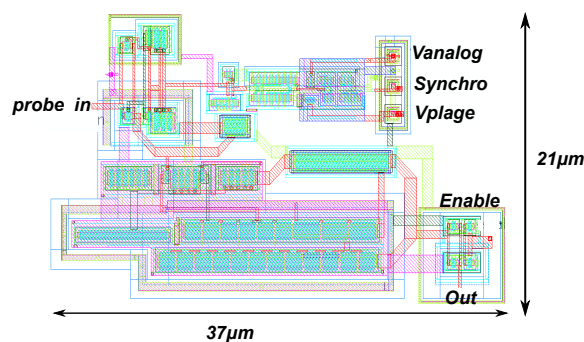 Vanalog
Synchro
probe in
Vplage
21µm
Enable
Out
37µm